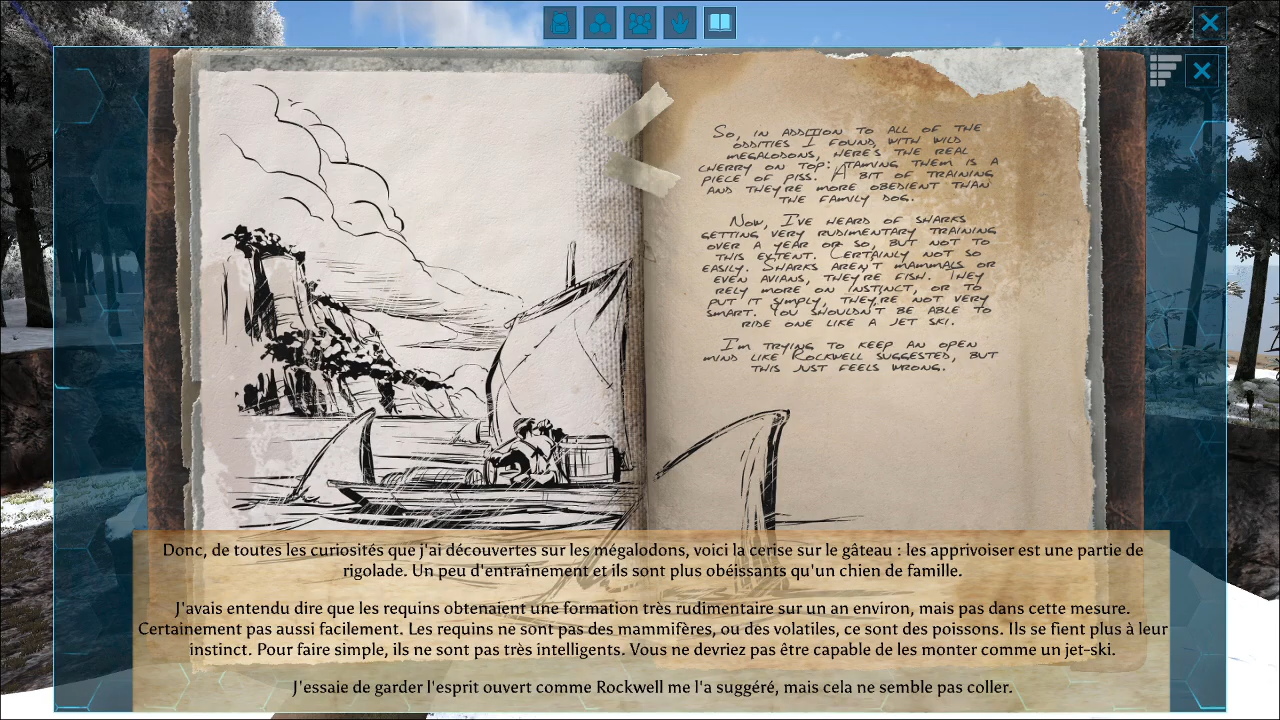 So, in addition to all of the
oddities I found with wild
megalodons, here's the real
cherry on top: taming them is a
piece of piss. A bit of training
and they're more obedient than
the family dog.
Now, I've heard of sharks
getting very rudimentary training
over a year or so, but not to
this extent. Certainly not so
easily. Sharks aren't mammals or
even avians, they're fish. They
rely more on instinct, or to
put it simply, they're not very
smart. You shouldn't be able to
ride one like a jet ski.
I'm trying to keep an open
mind like Rockwell suggested, but
this just feels wrong.
Donc, de toutes les curiosités que j'ai découvertes sur les mégalodons, voici la cerise sur le gâteau : les apprivoiser est une partie de
rigolade. Un peu d'entraînement et ils sont plus obéissants qu'un chien de famille.
J'avais entendu dire que les requins obtenaient une formation très rudimentaire sur un an environ, mais pas dans cette mesure.
Certainement pas aussi facilement. Les requins ne sont pas des mammifères, ou des volatiles, ce sont des poissons. Ils se fient plus à leur
instinct. Pour faire simple, ils ne sont pas très intelligents. Vous ne devriez pas être capable de les monter comme un jet-ski.
J'essaie de garder l'esprit ouvert comme Rockwell me l'a suggéré, mais cela ne semble pas coller.